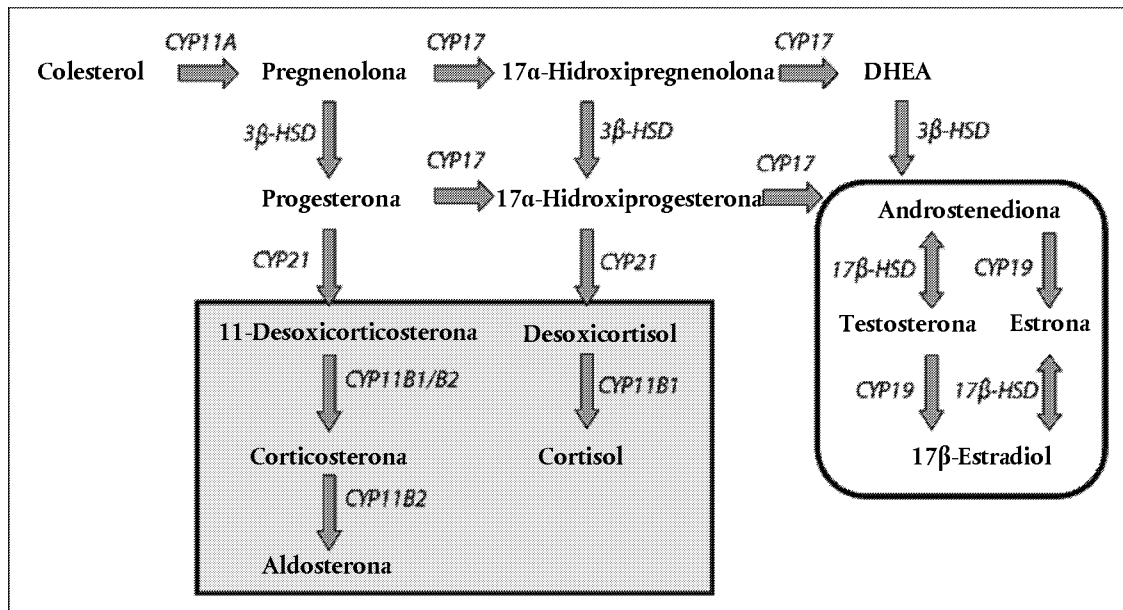 CYP11A CYP17 CYP17
Colesterol Pregnenolona 17α-Hidroxipregnenolona DHEA
3β-HSD 3β-HSD 3β-HSD
CYP17 CYP17
Progesterona 17α-Hidroxiprogesterona
Androstenediona
CYP21 CYP21 17β-HSD CYP19
11-Desoxicorticosterona Desoxicortisol Testosterona Estrona
CYP11B1/B2 CYP11B1 CYP19 17β-HSD
Corticosterona Cortisol 17β-Estradiol
CYP11B2
Aldosterona